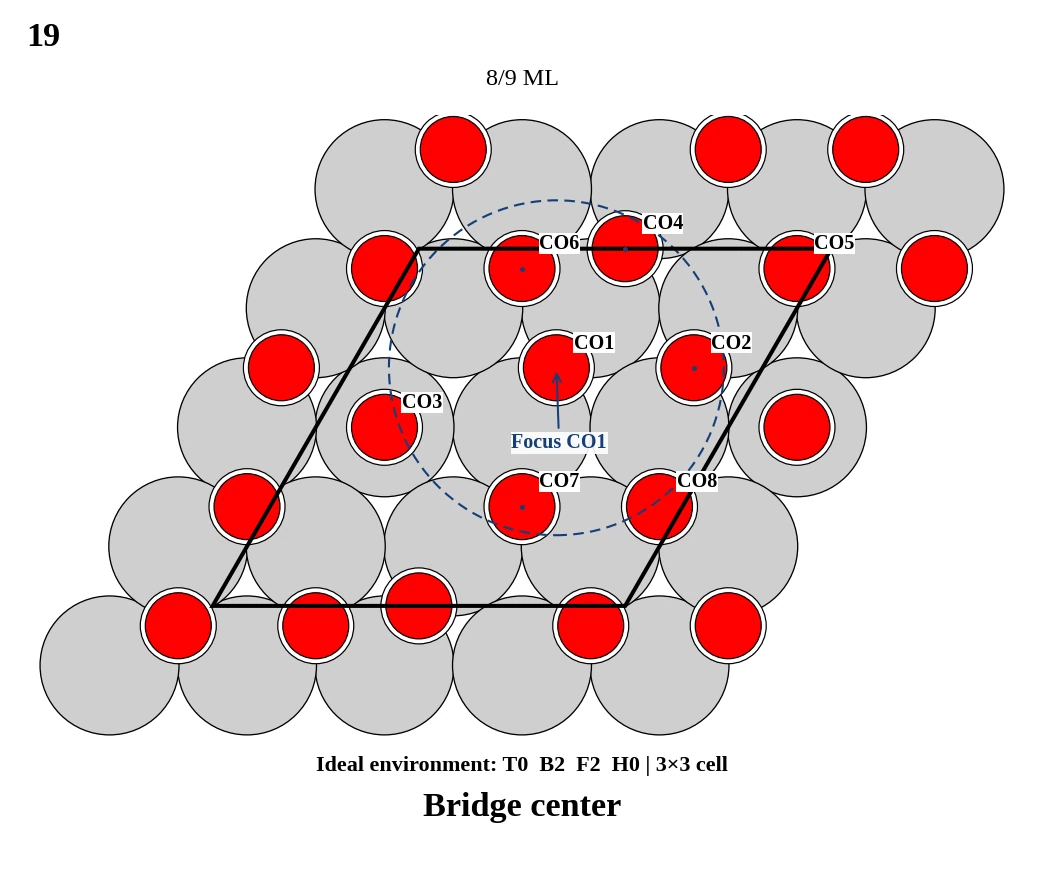 19
8/9 ML
CO4
CO6
CO5
CO1
CO2
CO3
Focus CO1
CO7
CO8
Ideal environment: T0 B2 F2 H0 | 3×3 cell
Bridge center